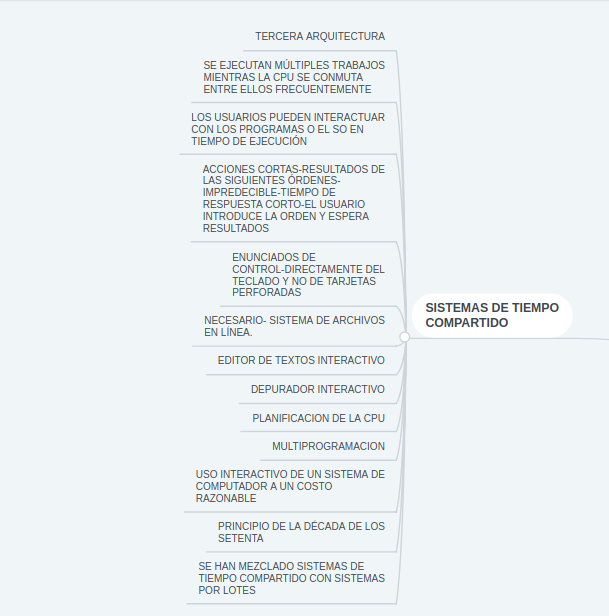 TERCERA ARQUITECTURA
SE EJECUTAN MÚLTIPLES TRABAJOS
MIENTRAS LA CPU SE CONMUTA
ENTRE ELLOS FRECUENTEMENTE
LOS USUARIOS PUEDEN INTERACTUAR
CON LOS PROGRAMAS O EL SO EN
TIEMPO DE EJECUCIÓN
ACCIONES CORTAS-RESULTADOS DE
LAS SIGUIENTES ÓRDENES-
IMPREDECIBLE-TIEMPO DE
RESPUESTA CORTO-EL USUARIO
INTRODUCE LA ORDEN Y ESPERA
RESULTADOS
ENUNCIADOS DE
CONTROL-DIRECTAMENTE DEL
TECLADO Y NO DE TARJETAS
PERFORADAS
NECESARIO- SISTEMA DE ARCHIVOS
EN LÍNEA.
EDITOR DE TEXTOS INTERACTIVO
DEPURADOR INTERACTIVO
PLANIFICACION DE LA CPU
MULTIPROGRAMACION
USO INTERACTIVO DE UN SISTEMA DE
COMPUTADOR A UN COSTO
RAZONABLE
PRINCIPIO DE LA DÉCADA DE LOS
SETENTA
SE HAN MEZCLADO SISTEMAS DE
TIEMPO COMPARTIDO CON SISTEMAS
POR LOTES
SISTEMAS DE TIEMPO
COMPARTIDO